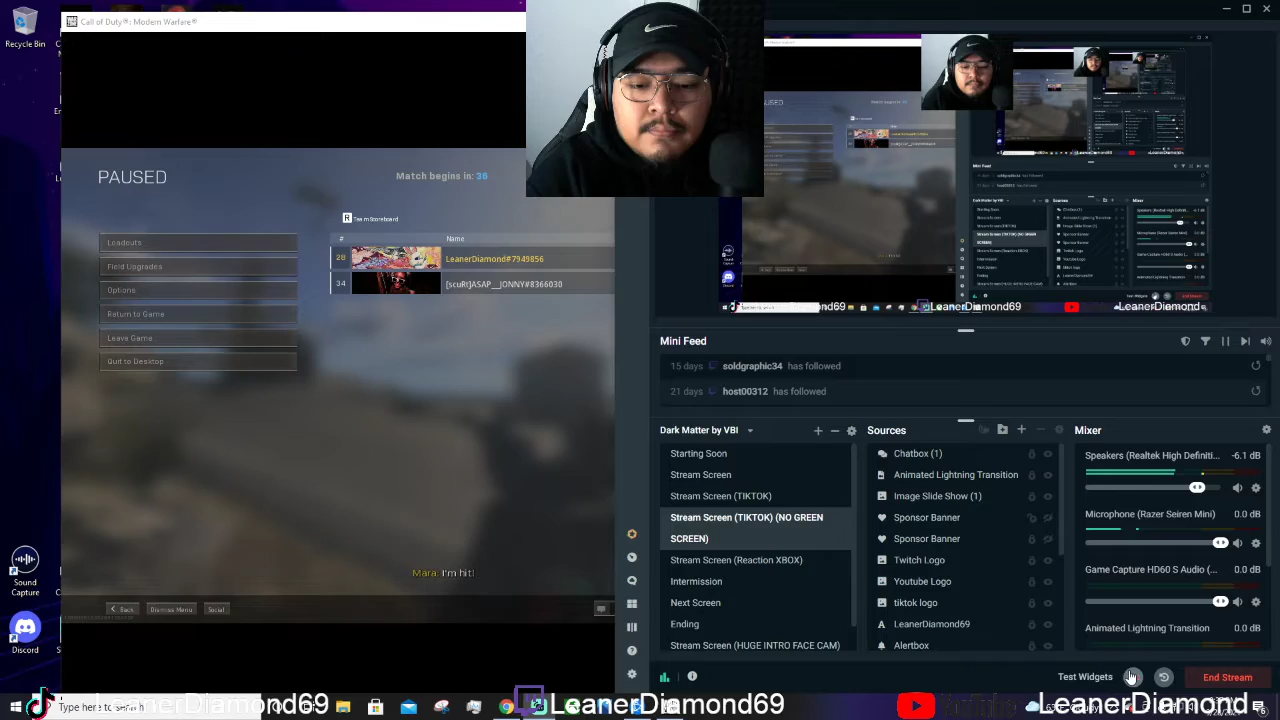 Recycle Bin
Call of Duty®: Modern Warfare®
PAUSED
Match begins in: 36
R Team Scoreboard
# Name
28 LeanerDiamond#7949856
34 [scuRt]ASAP__JONNY#8366030
Loadouts
Field Upgrades
Options
Return to Game
Leave Game
Quit to Desktop
Mara: I'm hit!
Back
Dismiss Menu
Social
Sound Capture
Discord
Mini Feed
15 days soldgraphic34 has followed
21 days host00312 has followed
Dark Matter by VBI
Starting Soon
Stream Screen
Stream Screen (TIKTOK)
Stream Screen (TIKTOK) (NO GREEN
SCREEN)
Stream Screen (Reaction XBOX)
Intermission
Next Screen
Ending
Stream Screen (HUGE INTRO FACE CAM)
Sources
Chatbox (1)
Animated Lightning Transition
Image Slide Show (1)
Sponsor Banner
Sponsor Banner
Twitch Logo
Youtube Logo
tiktok logo
LeanerDiamond69
Alertbox
Mixer
Speakers (Realtek High Definiti... -6.1 dB
Microphone (Razer Seiren Mini) 0.0 dB
Game Capture HD60 S Audio (... 0.0 dB
Animated Lightning Transition 0.0 dB
Test Widgets
End Stream
Type here to search
LeanerDiamond69
LeanerDiamond69
LeanerDiamond69